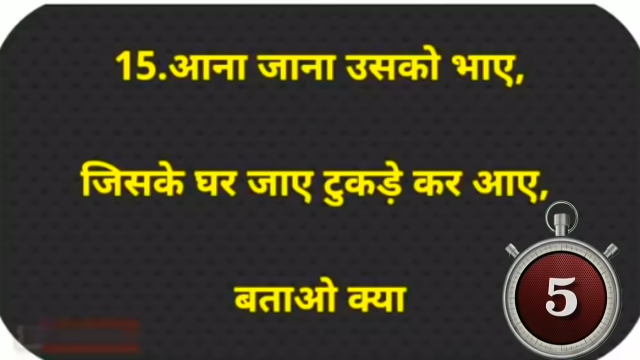 15.आना जाना उसको भाए,
जिसके घर जाए टुकड़े कर आए,
बताओ क्या
5